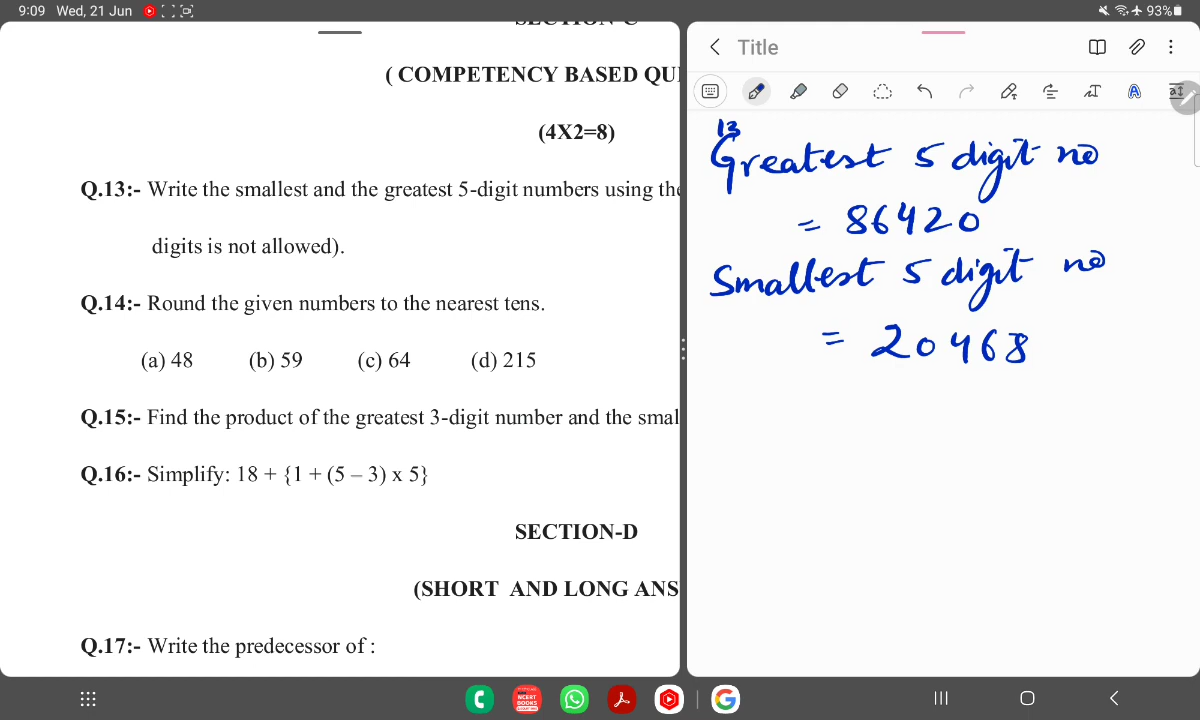 9:09 Wed, 21 Jun 93%
( COMPETENCY BASED QU
(4X2=8)
Q.13:- Write the smallest and the greatest 5-digit numbers using the
digits is not allowed).
Q.14:- Round the given numbers to the nearest tens.
(a) 48 (b) 59 (c) 64 (d) 215
Q.15:- Find the product of the greatest 3-digit number and the smal
Q.16:- Simplify: 18 + {1 + (5 – 3) x 5}
SECTION-D
(SHORT AND LONG ANS
Q.17:- Write the predecessor of :
Title
13
Greatest 5 digit no
= 86420
Smallest 5 digit no
= 20468
NCERT
BOOKS